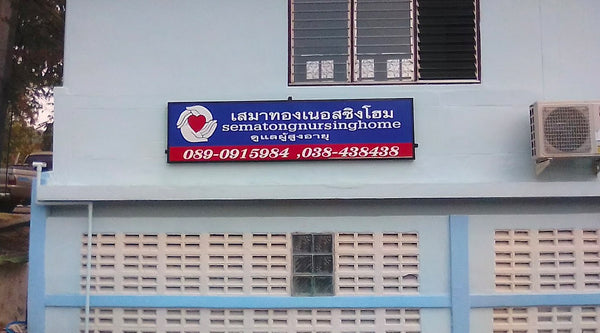 เสมาทองเนอสซิงโฮม
sematongnursinghome
ดูแลผู้สูงอายุ
089-0915984 ,038-438438